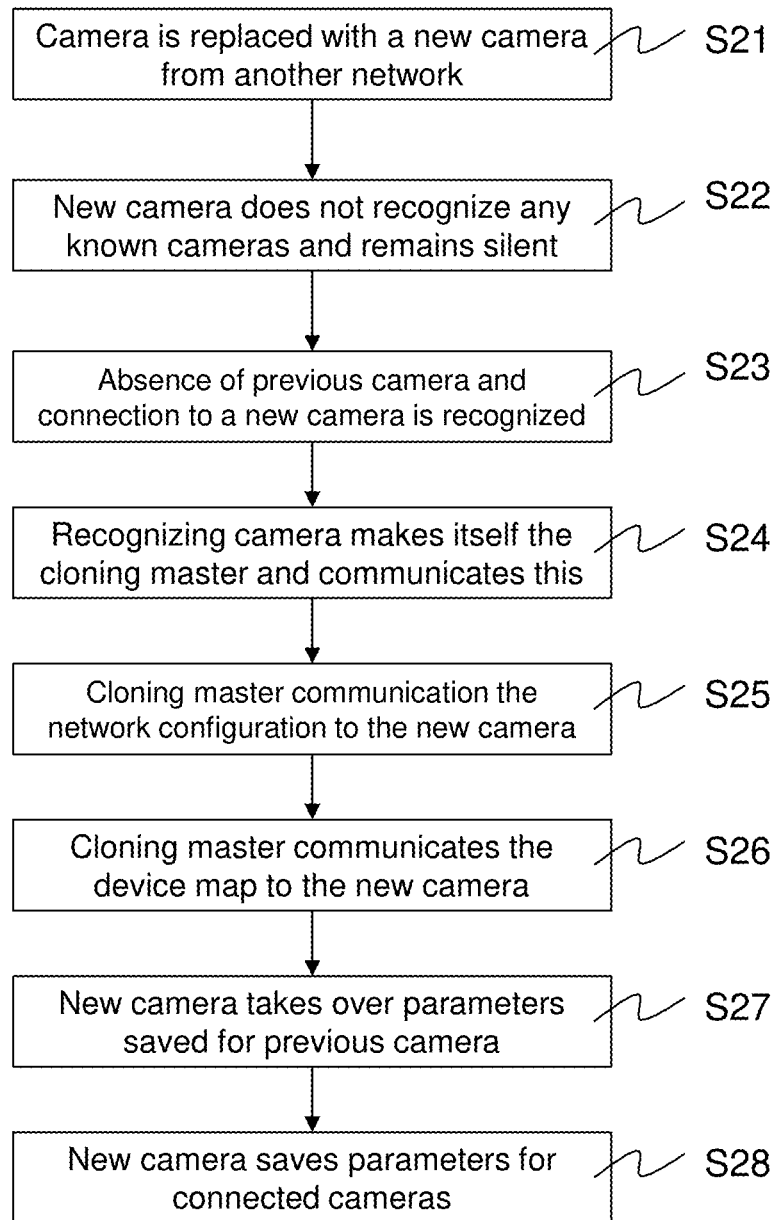 Camera is replaced with a new camera
from another network
S21
New camera does not recognize any
known cameras and remains silent
S22
Absence of previous camera and
connection to a new camera is recognized
S23
Recognizing camera makes itself the
cloning master and communicates this
S24
Cloning master communication the
network configuration to the new camera
S25
Cloning master communicates the
device map to the new camera
S26
New camera takes over parameters
saved for previous camera
S27
New camera saves parameters for
connected cameras
S28